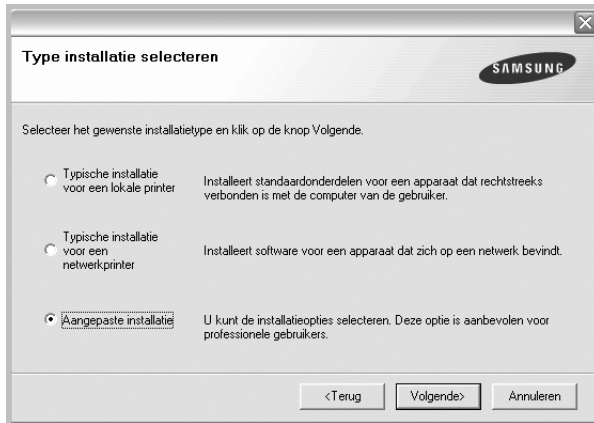 Type installatie selecteren
SAMSUNG
Selecteer het gewenste installatietype en klik op de knop Volgende.
Typische installatie
voor een lokale printer
Installeert standaardonderdelen voor een apparaat dat rechtstreeks
verbonden is met de computer van de gebruiker.
Typische installatie
voor een
netwerkprinter
Installeert software voor een apparaat dat zich op een netwerk bevindt.
Aangepaste installatie
U kunt de installatieopties selecteren. Deze optie is aanbevolen voor
professionele gebruikers.
<Terug
Volgende>
Annuleren